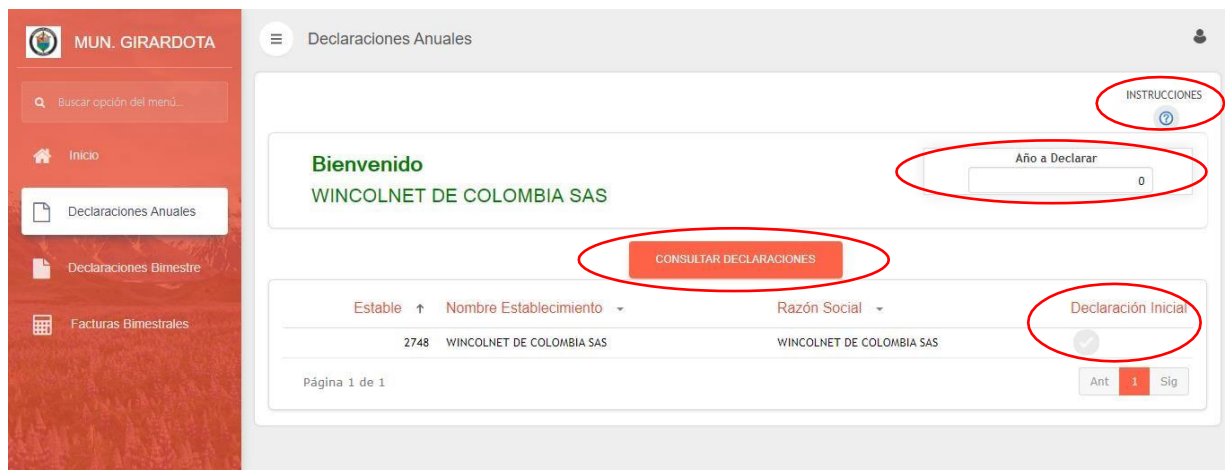 MUN. GIRARDOTA
Buscar opción del menú...
Inicio
Declaraciones Anuales
Declaraciones Bimestre
Facturas Bimestrales
Declaraciones Anuales
INSTRUCCIONES
Bienvenido
WINCOLNET DE COLOMBIA SAS
Año a Declarar
0
CONSULTAR DECLARACIONES
Estable Nombre Establecimiento Razón Social Declaración Inicial
2748 WINCOLNET DE COLOMBIA SAS WINCOLNET DE COLOMBIA SAS
Página 1 de 1 Ant 1 Sig